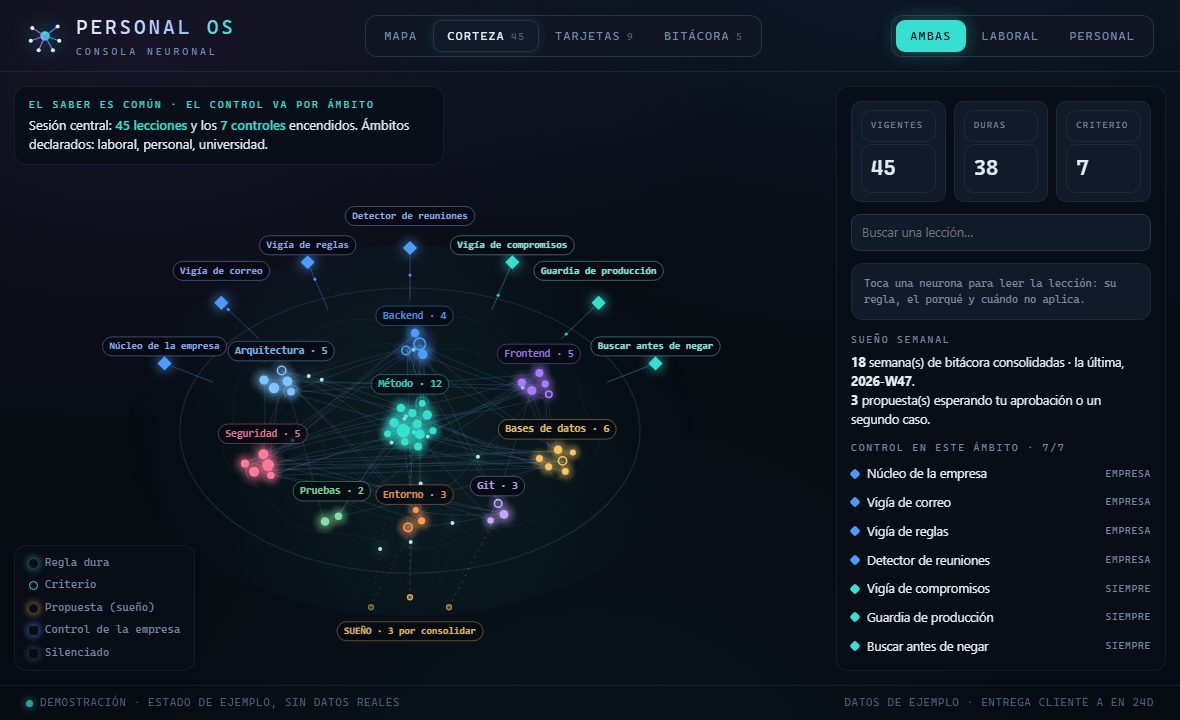 PERSONAL OS
CONSOLA NEURONAL
MAPA
CORTEZA 45
TARJETAS 9
BITÁCORA 5
AMBAS
LABORAL
PERSONAL
EL SABER ES COMÚN · EL CONTROL VA POR ÁMBITO
Sesión central: 45 lecciones y los 7 controles encendidos. Ámbitos
declarados: laboral, personal, universidad.
Detector de reuniones
Vigía de reglas
Vigía de compromisos
Vigía de correo
Guardia de producción
Backend · 4
Núcleo de la empresa
Arquitectura · 5
Frontend · 5
Buscar antes de negar
Método · 12
Seguridad · 5
Bases de datos · 6
Pruebas · 2
Entorno · 3
Git · 3
SUEÑO · 3 por consolidar
Regla dura
Criterio
Propuesta (sueño)
Control de la empresa
Silenciado
VIGENTES
45
DURAS
38
CRITERIO
7
Buscar una lección...
Toca una neurona para leer la lección: su
regla, el porqué y cuándo no aplica.
SUEÑO SEMANAL
18 semana(s) de bitácora consolidadas · la última,
2026-W47.
3 propuesta(s) esperando tu aprobación o un
segundo caso.
CONTROL EN ESTE ÁMBITO · 7/7
Núcleo de la empresa EMPRESA
Vigía de correo EMPRESA
Vigía de reglas EMPRESA
Detector de reuniones EMPRESA
Vigía de compromisos SIEMPRE
Guardia de producción SIEMPRE
Buscar antes de negar SIEMPRE
DEMOSTRACIÓN · ESTADO DE EJEMPLO, SIN DATOS REALES
DATOS DE EJEMPLO · ENTREGA CLIENTE A EN 24D